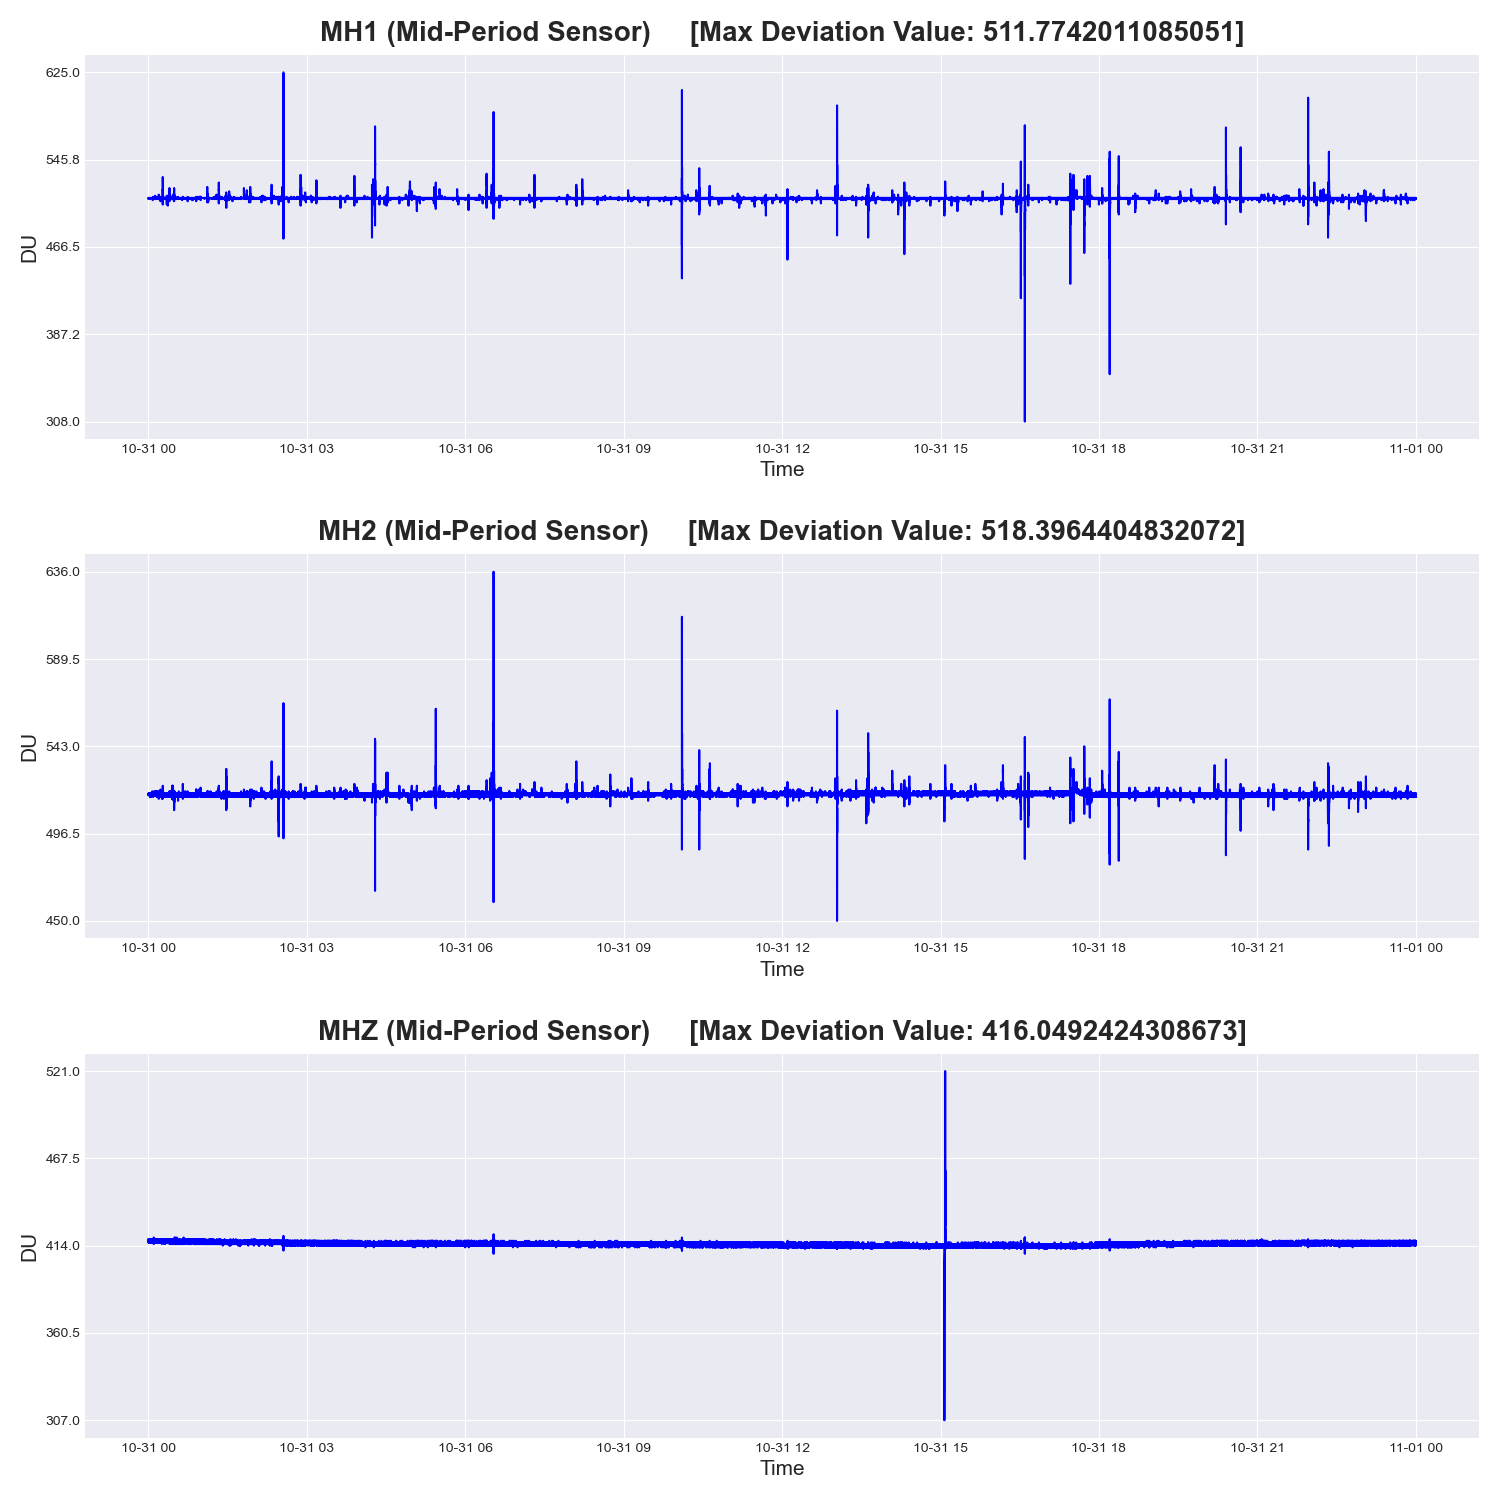 MH1 (Mid-Period Sensor) [Max Deviation Value: 511.7742011085051]
625.0
545.8
466.5
387.2
308.0
DU
10-31 00 10-31 03 10-31 06 10-31 09 10-31 12 10-31 15 10-31 18 10-31 21 11-01 00
Time
MH2 (Mid-Period Sensor) [Max Deviation Value: 518.3964404832072]
636.0
589.5
543.0
496.5
450.0
DU
10-31 00 10-31 03 10-31 06 10-31 09 10-31 12 10-31 15 10-31 18 10-31 21 11-01 00
Time
MHZ (Mid-Period Sensor) [Max Deviation Value: 416.0492424308673]
521.0
467.5
414.0
360.5
307.0
DU
10-31 00 10-31 03 10-31 06 10-31 09 10-31 12 10-31 15 10-31 18 10-31 21 11-01 00
Time